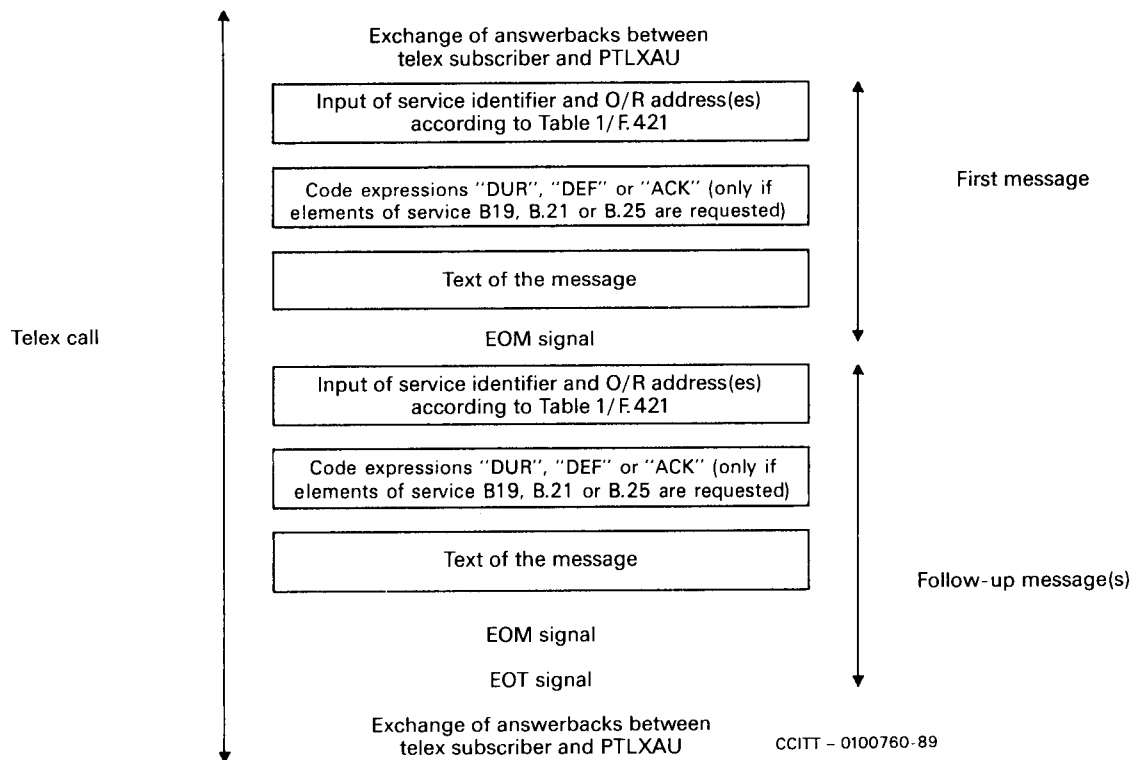 Exchange of answerbacks between
telex subscriber and PTLXAU
Input of service identifier and O/R address(es)
according to Table 1/F.421
Code expressions "DUR", "DEF" or "ACK" (only if
elements of service B19, B.21 or B.25 are requested)
First message
Text of the message
Telex call
EOM signal
Input of service identifier and O/R address(es)
according to Table 1/F.421
Code expressions "DUR", "DEF" or "ACK" (only if
elements of service B19, B.21 or B.25 are requested)
Text of the message
Follow-up message(s)
EOM signal
EOT signal
Exchange of answerbacks between
telex subscriber and PTLXAU
CCITT - 0100760-89